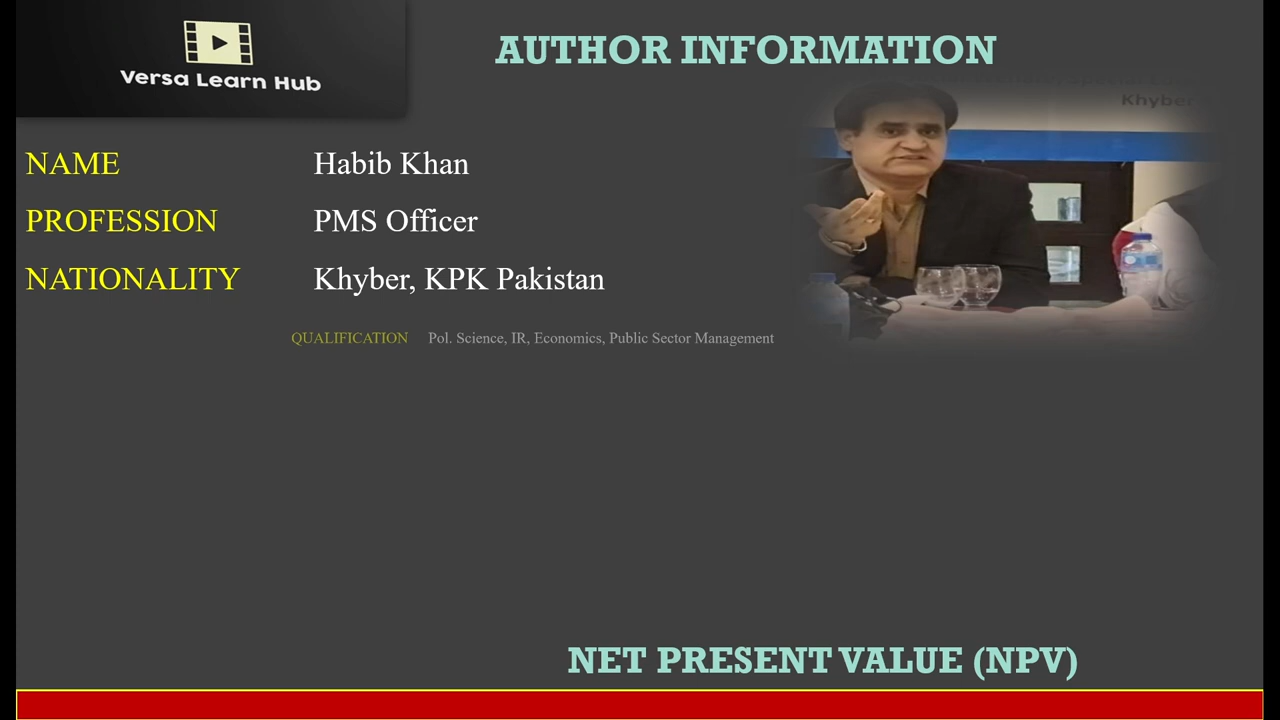 Versa Learn Hub
AUTHOR INFORMATION
Khyber
NAME Habib Khan
PROFESSION PMS Officer
NATIONALITY Khyber, KPK Pakistan
QUALIFICATION Pol. Science, IR, Economics, Public Sector Management
NET PRESENT VALUE (NPV)